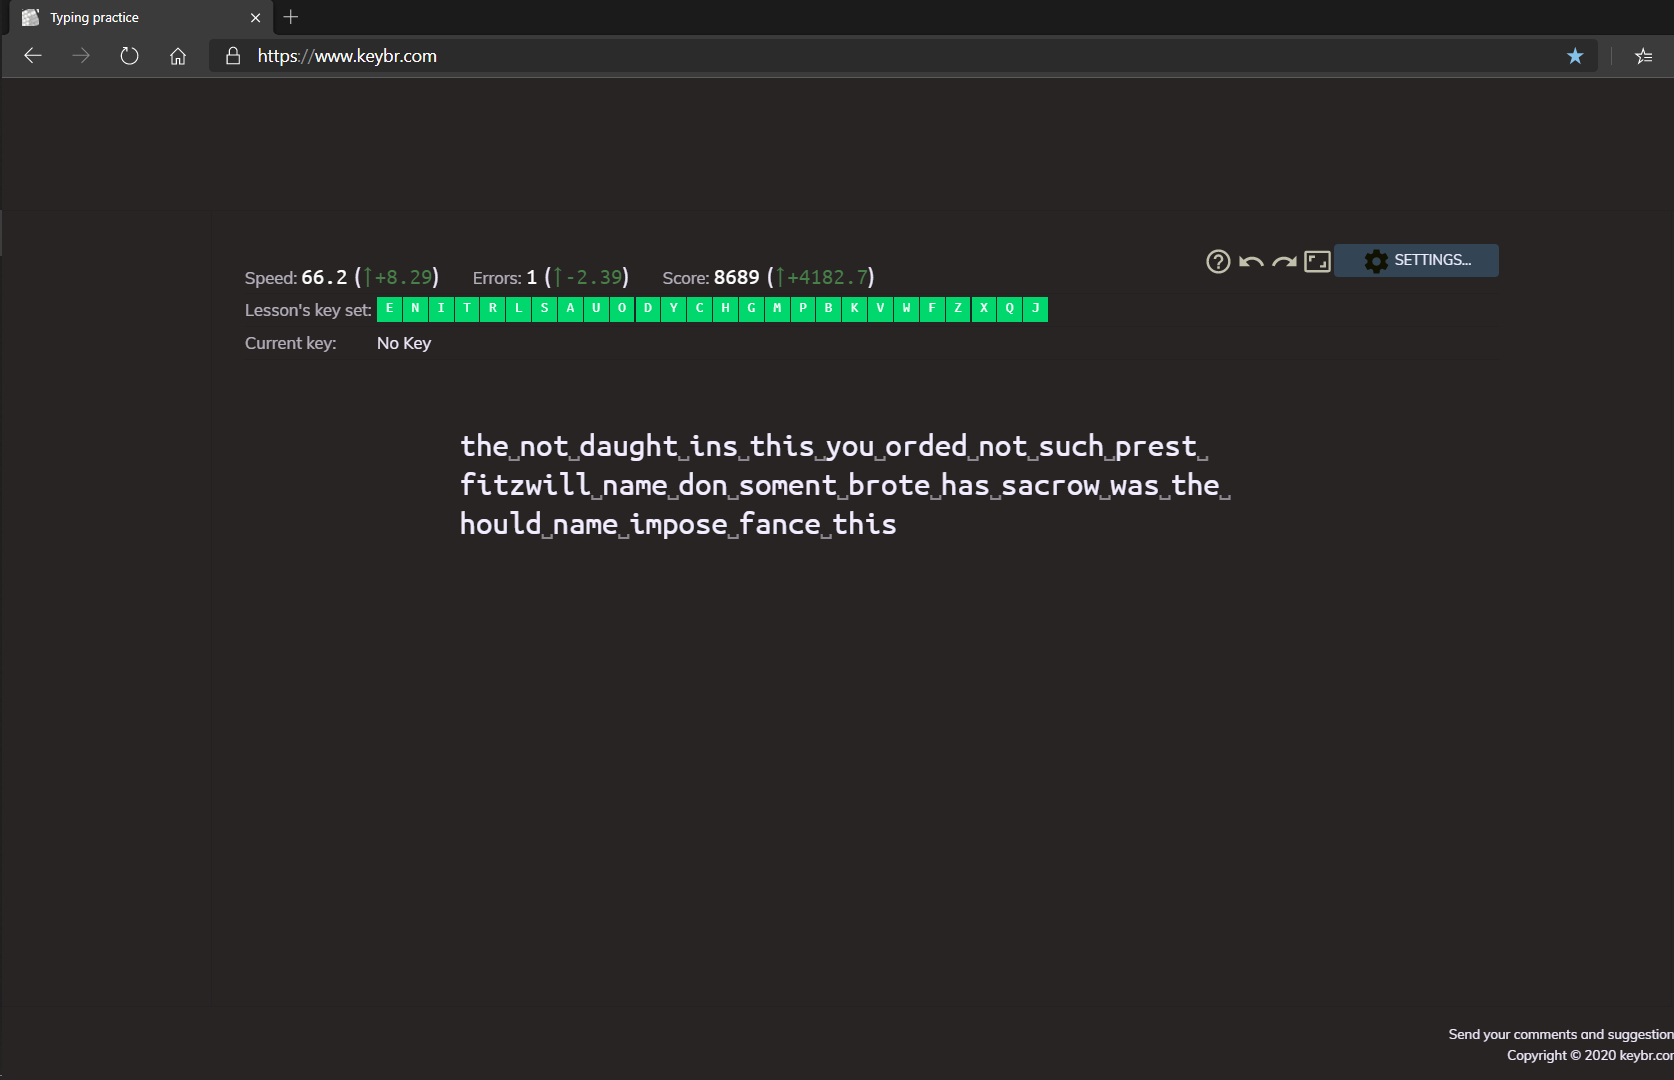 Typing practice
https://www.keybr.com
Speed: 66.2 (↑+8.29) Errors: 1 (↑-2.39) Score: 8689 (↑+4182.7)
SETTINGS...
Lesson's key set: E N I T R L S A U O D Y C H G M P B K V W F Z X Q J
Current key: No Key
the␣not␣daught␣ins␣this␣you␣orded␣not␣such␣prest␣
fitzwill␣name␣don␣soment␣brote␣has␣sacrow␣was␣the␣
hould␣name␣impose␣fance␣this
Send your comments and suggestion
Copyright © 2020 keybr.co